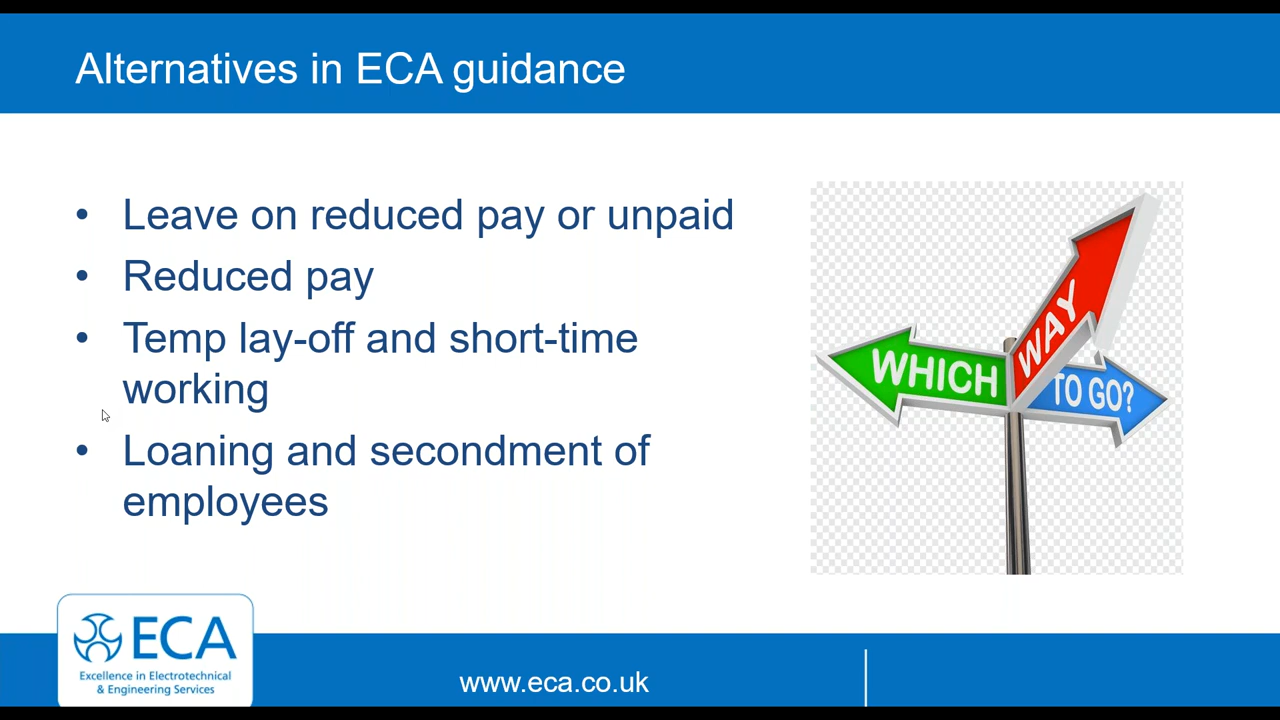 Alternatives in ECA guidance
• Leave on reduced pay or unpaid
• Reduced pay
• Temp lay-off and short-time
working
• Loaning and secondment of
employees
WHICH
WAY
TO GO?
ECA
Excellence in Electrotechnical
& Engineering Services
www.eca.co.uk